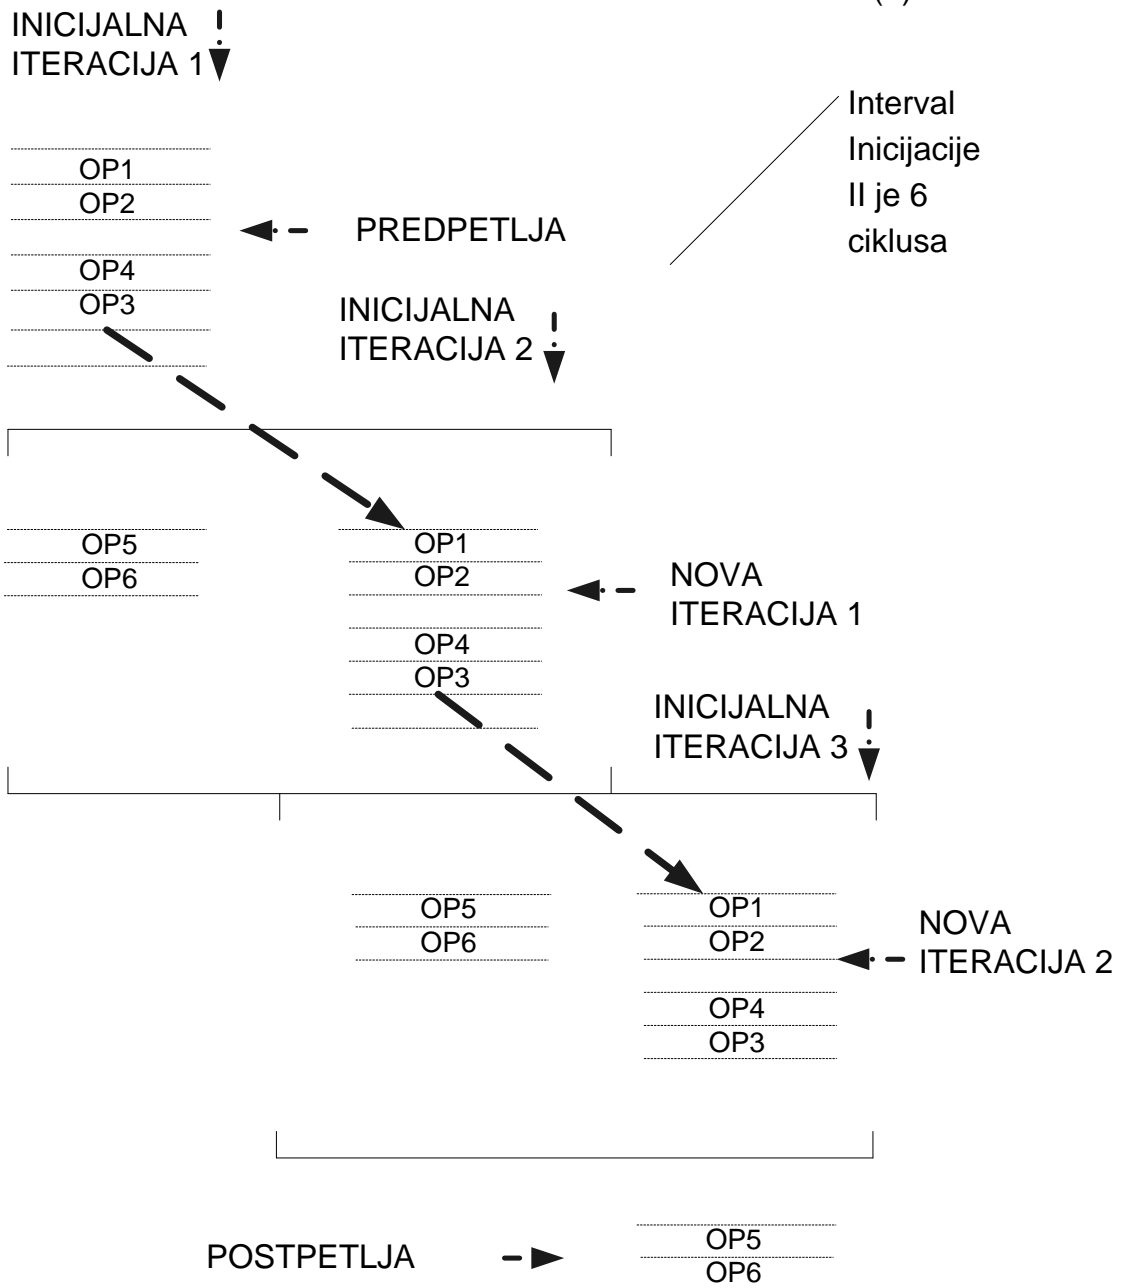 INICIJALNA
ITERACIJA 1
Interval
Inicijacije
II je 6
ciklusa
OP1
OP2
PREDPETLJA
OP4
OP3
INICIJALNA
ITERACIJA 2
OP5
OP6
OP1
OP2
NOVA
ITERACIJA 1
OP4
OP3
INICIJALNA
ITERACIJA 3
OP5
OP6
OP1
OP2
NOVA
ITERACIJA 2
OP4
OP3
POSTPETLJA
OP5
OP6